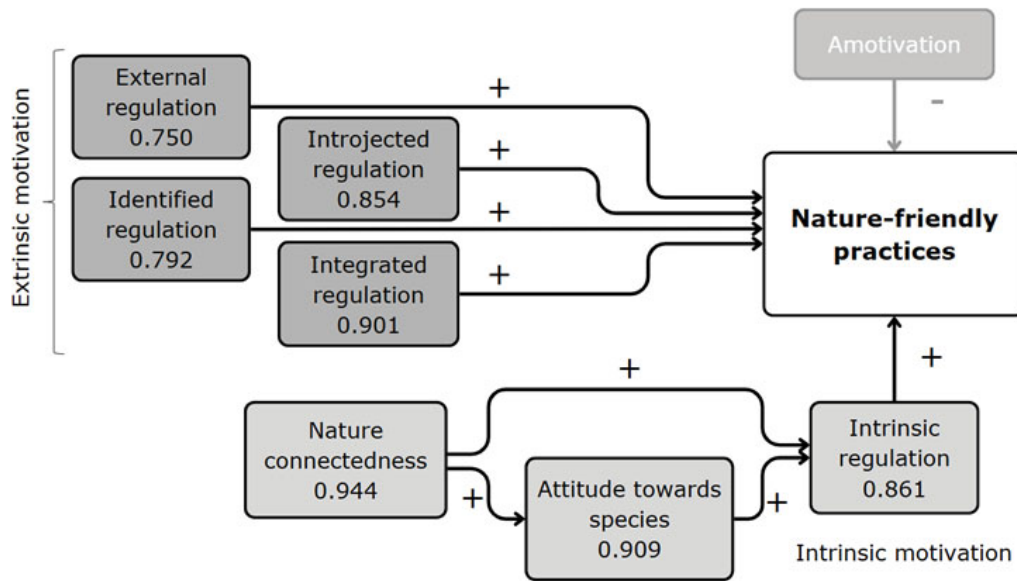 Extrinsic motivation
External
regulation
0.750
+
Amotivation
-
Introjected
regulation
0.854
+
Identified
regulation
0.792
+
Integrated
regulation
0.901
+
Nature-friendly
practices
+
+
Nature
connectedness
0.944
+
Attitude towards
species
0.909
+
Intrinsic
regulation
0.861
Intrinsic motivation